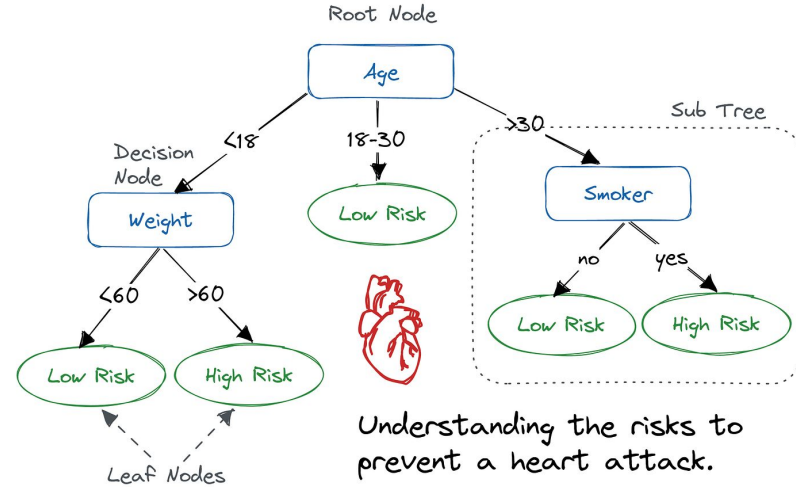 Root Node
Age
<18
18-30
>30
Sub Tree
Decision
Node
Weight
Low Risk
Smoker
<60
>60
no
yes
Low Risk
High Risk
Low Risk
High Risk
Leaf Nodes
Understanding the risks to
prevent a heart attack.